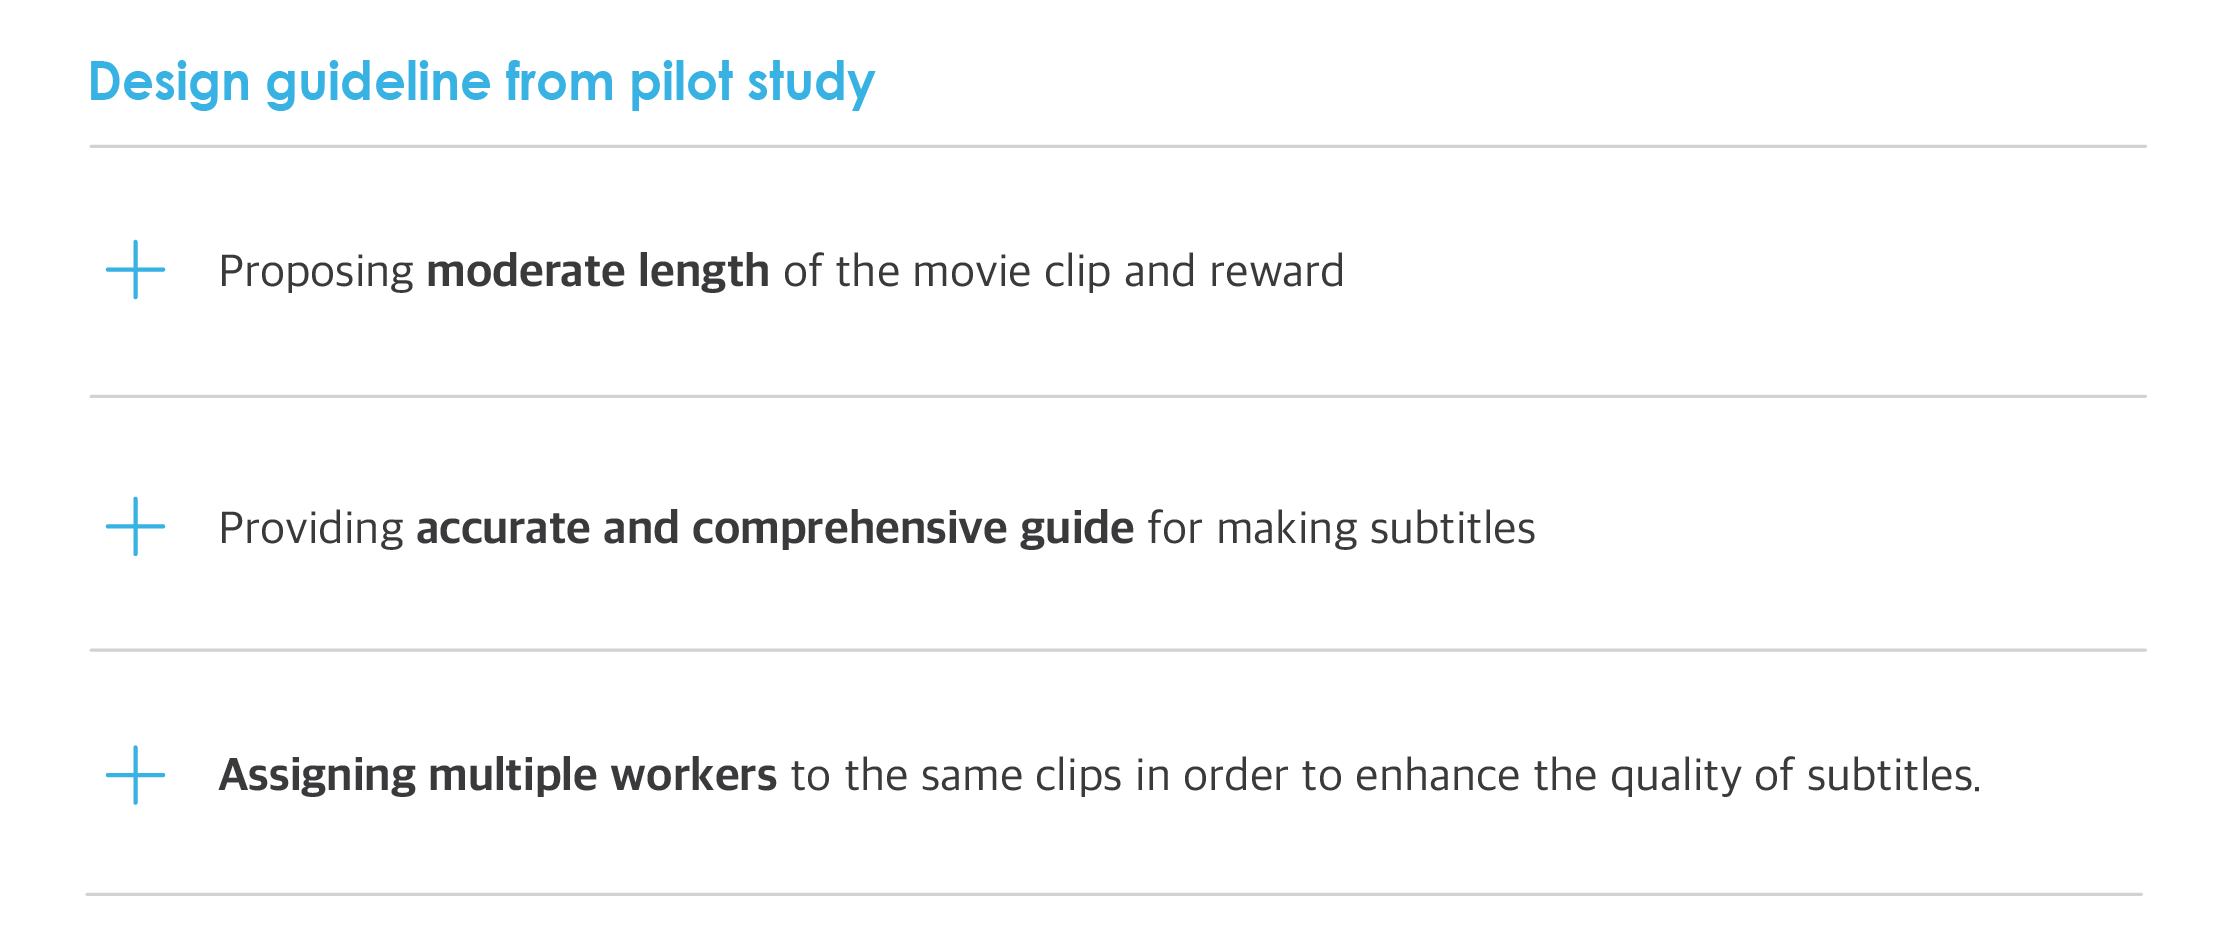 Design guideline from pilot study
Proposing moderate length of the movie clip and reward
Providing accurate and comprehensive guide for making subtitles
Assigning multiple workers to the same clips in order to enhance the quality of subtitles.